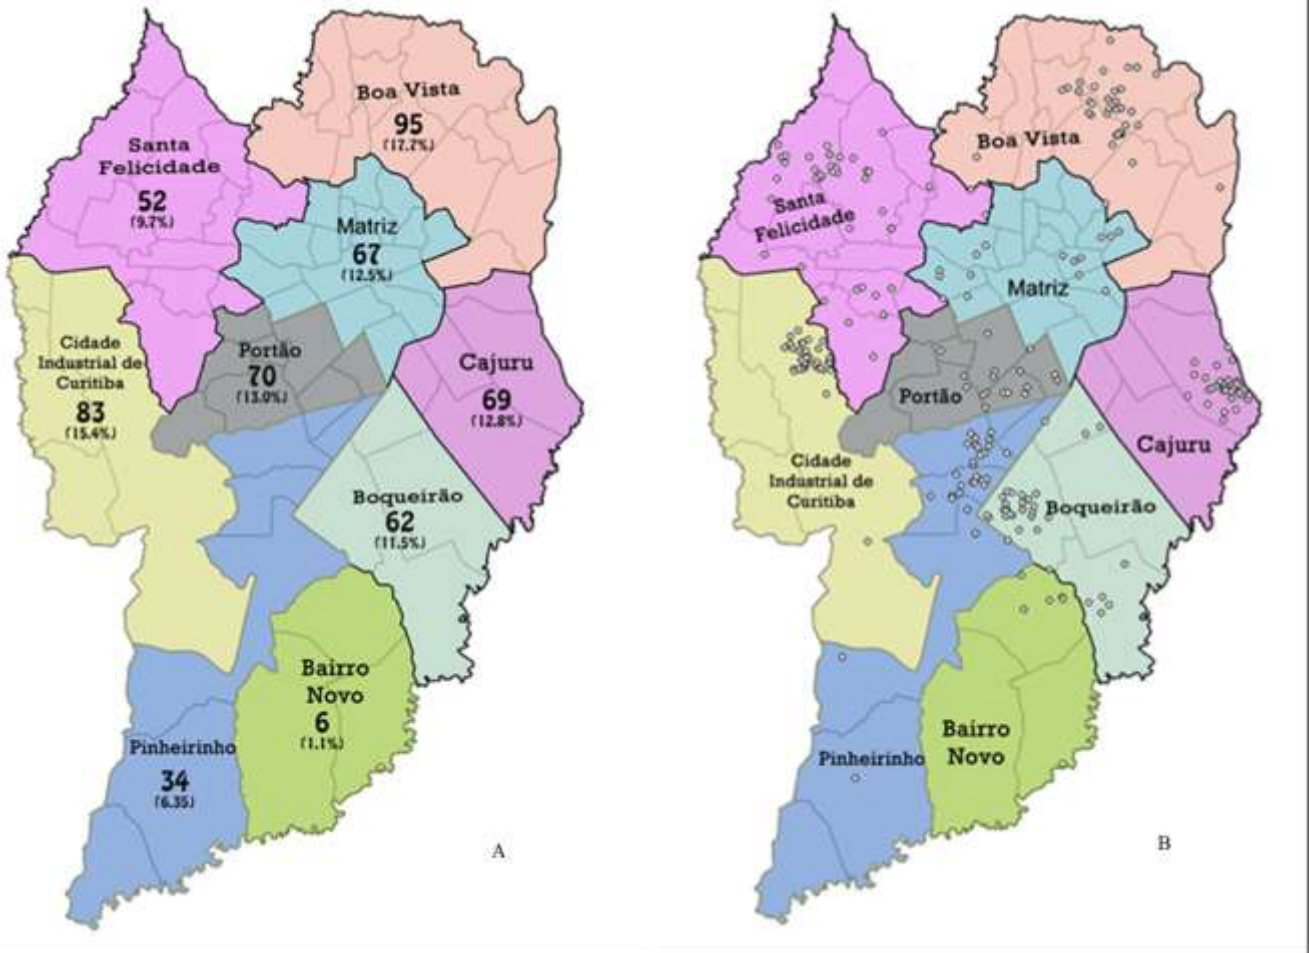 Boa Vista
95
(17.7%)
Santa
Felicidade
52
(9.7%)
Matriz
67
(12.5%)
Cidade
Industrial de
Curitiba
83
(15.4%)
Portão
70
(13.0%)
Cajuru
69
(12.8%)
Boqueirão
62
(11.5%)
Bairro
Novo
6
(1.1%)
Pinheirinho
34
(6.35)
A
Boa Vista
Santa
Felicidade
Matriz
Portão
Cajuru
Cidade
Industrial de
Curitiba
Boqueirão
Bairro
Novo
Pinheirinho
B